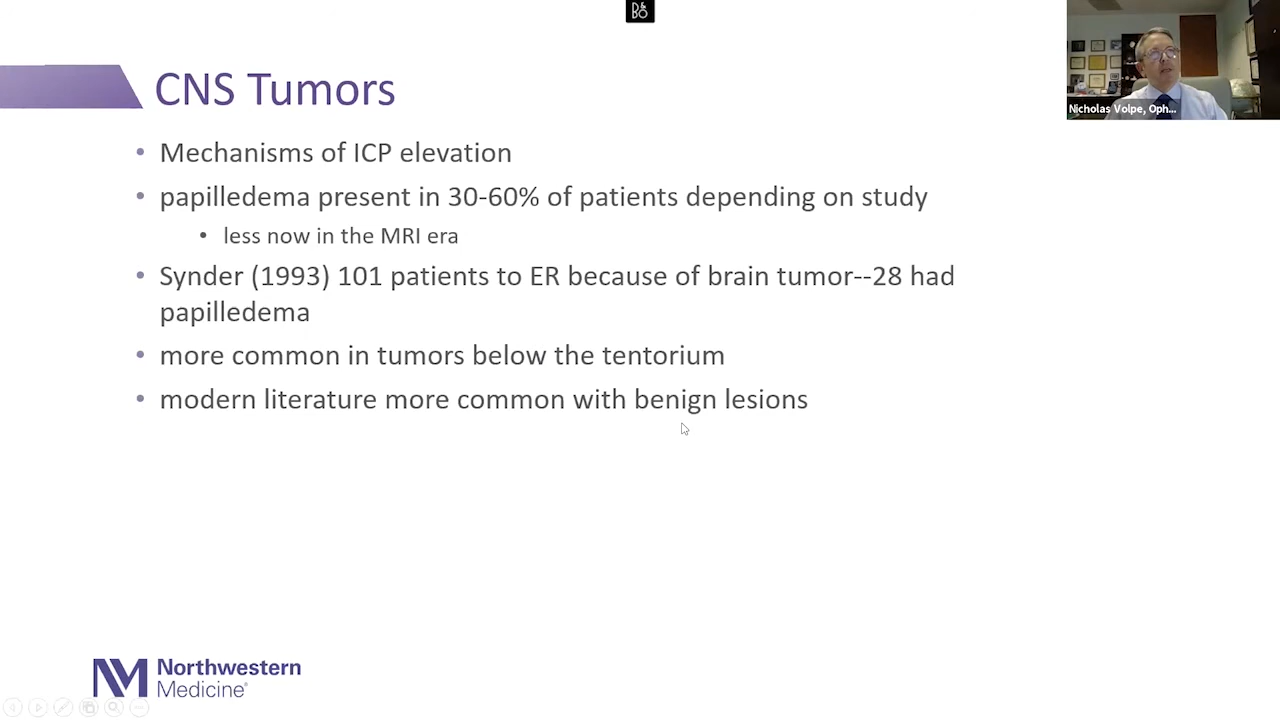 D&
BO
CNS Tumors
Nicholas Volpe, Oph...
• Mechanisms of ICP elevation
• papilledema present in 30-60% of patients depending on study
• less now in the MRI era
• Synder (1993) 101 patients to ER because of brain tumor--28 had
papilledema
• more common in tumors below the tentorium
• modern literature more common with benign lesions
NM Northwestern
Medicine®